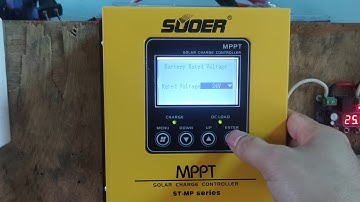 SUOER
MPPT
SOLAR CHARGE CONTROLLER
Battery Rated Voltage
Rated Voltage 24V
CHARGE DC LOAD
MENU DOWN UP ENTER
MPPT
SOLAR CHARGE CONTROLLER
ST-MP series